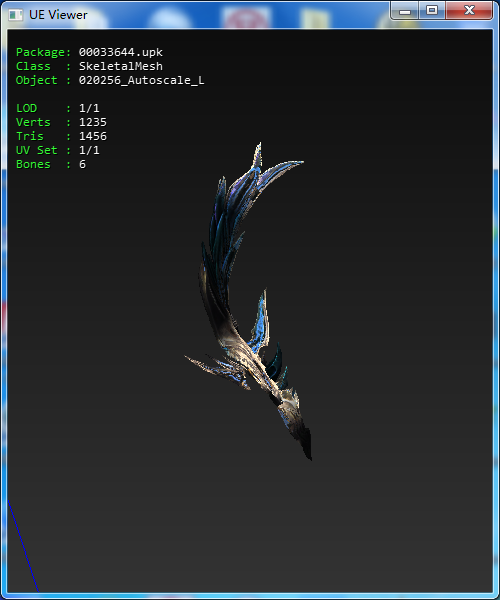 UE Viewer
Package: 00033644.upk
Class : SkeletalMesh
Object : 020256_Autoscale_L
LOD : 1/1
Verts : 1235
Tris : 1456
UV Set : 1/1
Bones : 6